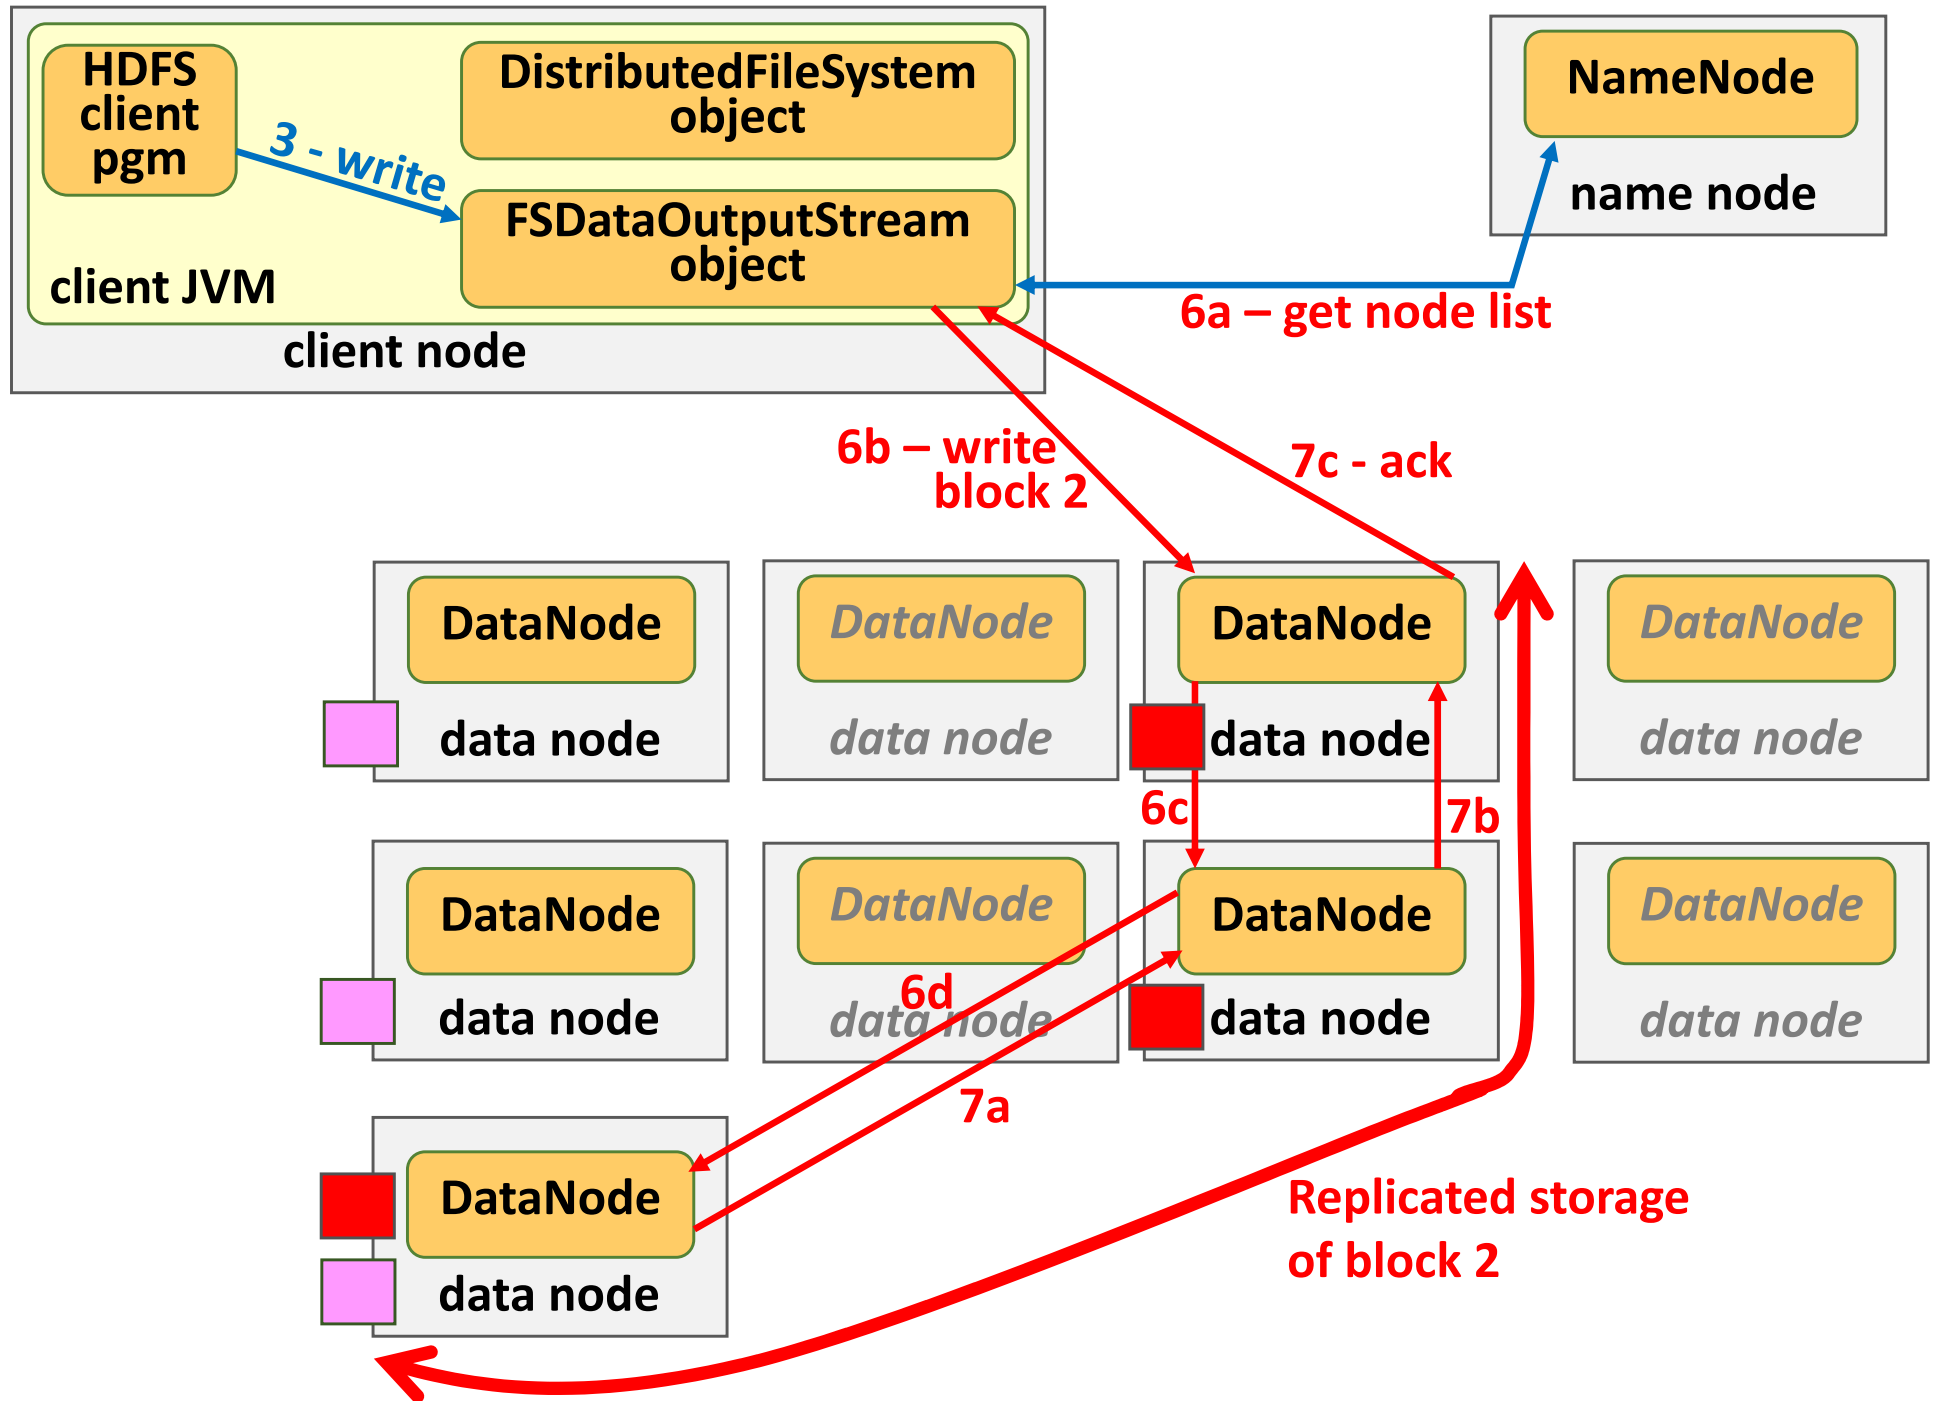 HDFS
client
pgm
3 - write
DistributedFileSystem
object
FSDataOutputStream
object
client JVM
client node
NameNode
name node
6a – get node list
6b – write
block 2
7c - ack
DataNode
data node
DataNode
data node
DataNode
data node
DataNode
data node
6c
7b
DataNode
data node
DataNode
data node
DataNode
data node
DataNode
data node
6d
7a
DataNode
data node
Replicated storage
of block 2